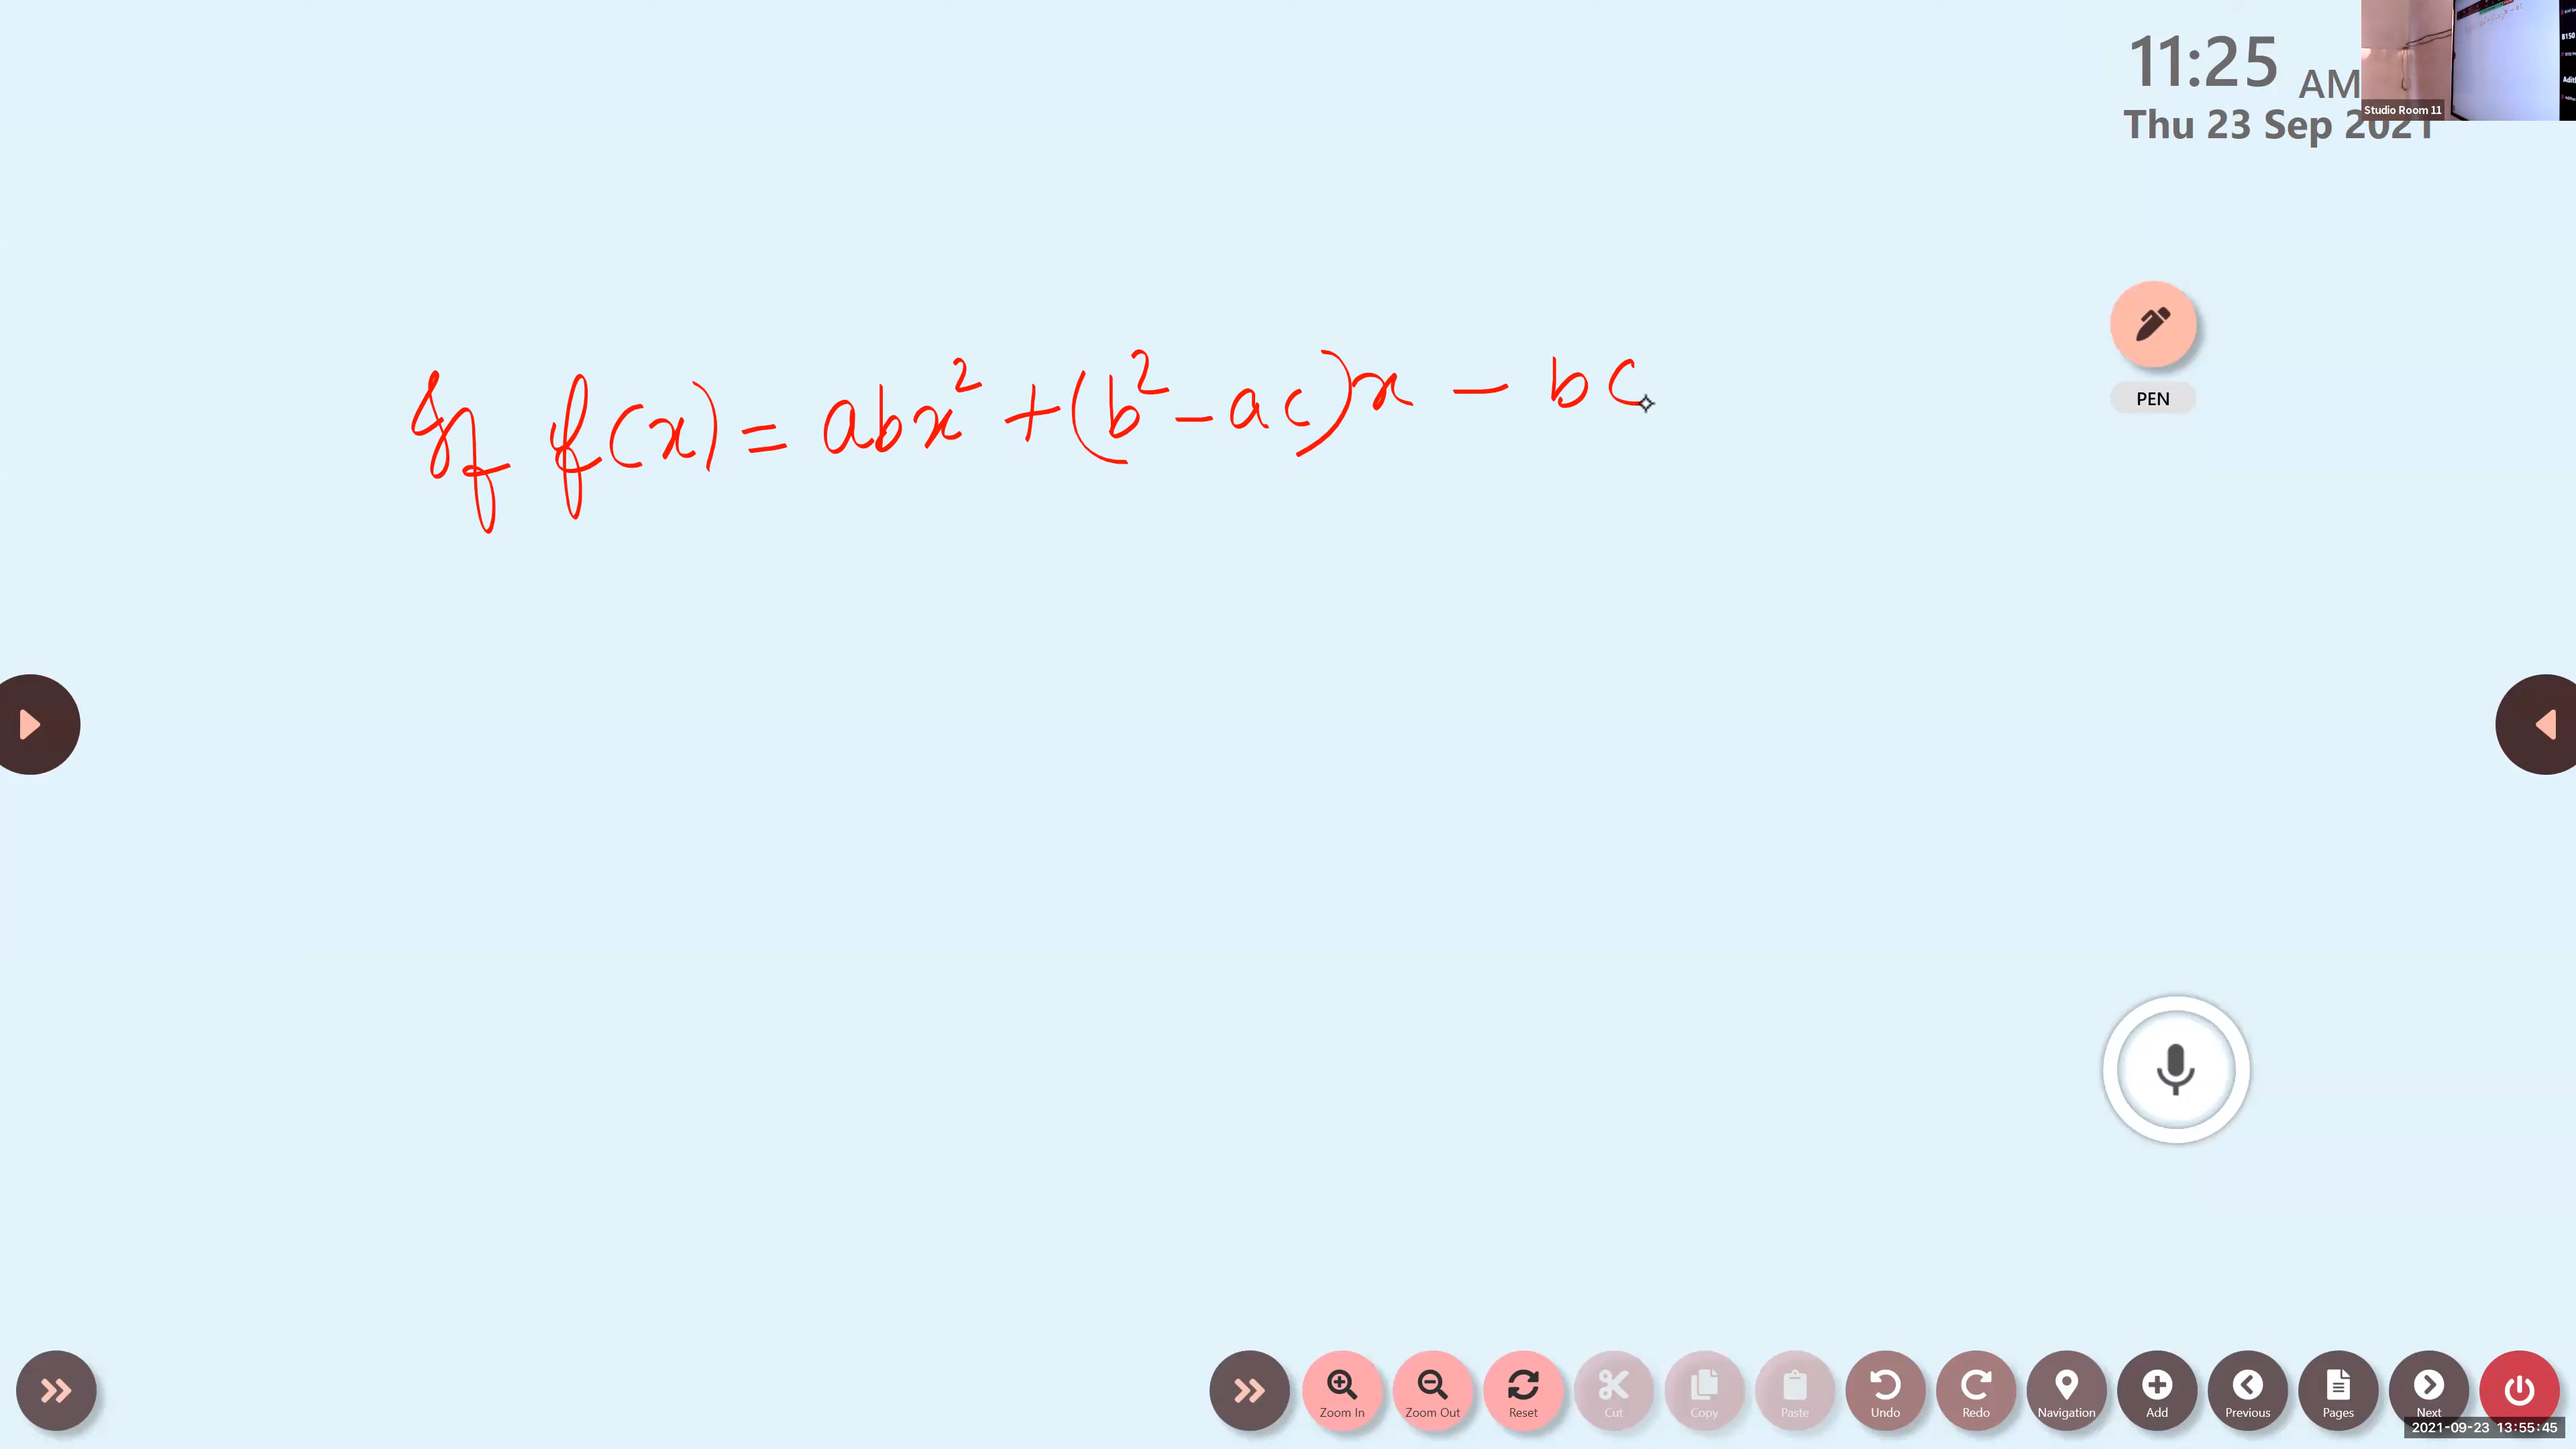 11:25 AM
Thu 23 Sep 2021
Studio Room 11
If f(x) = abx² + (b² - ac)x - bc
PEN
Zoom In
Zoom Out
Reset
Cut
Copy
Paste
Undo
Redo
Navigation
Add
Previous
Pages
Next
2021-09-23 13:55:45